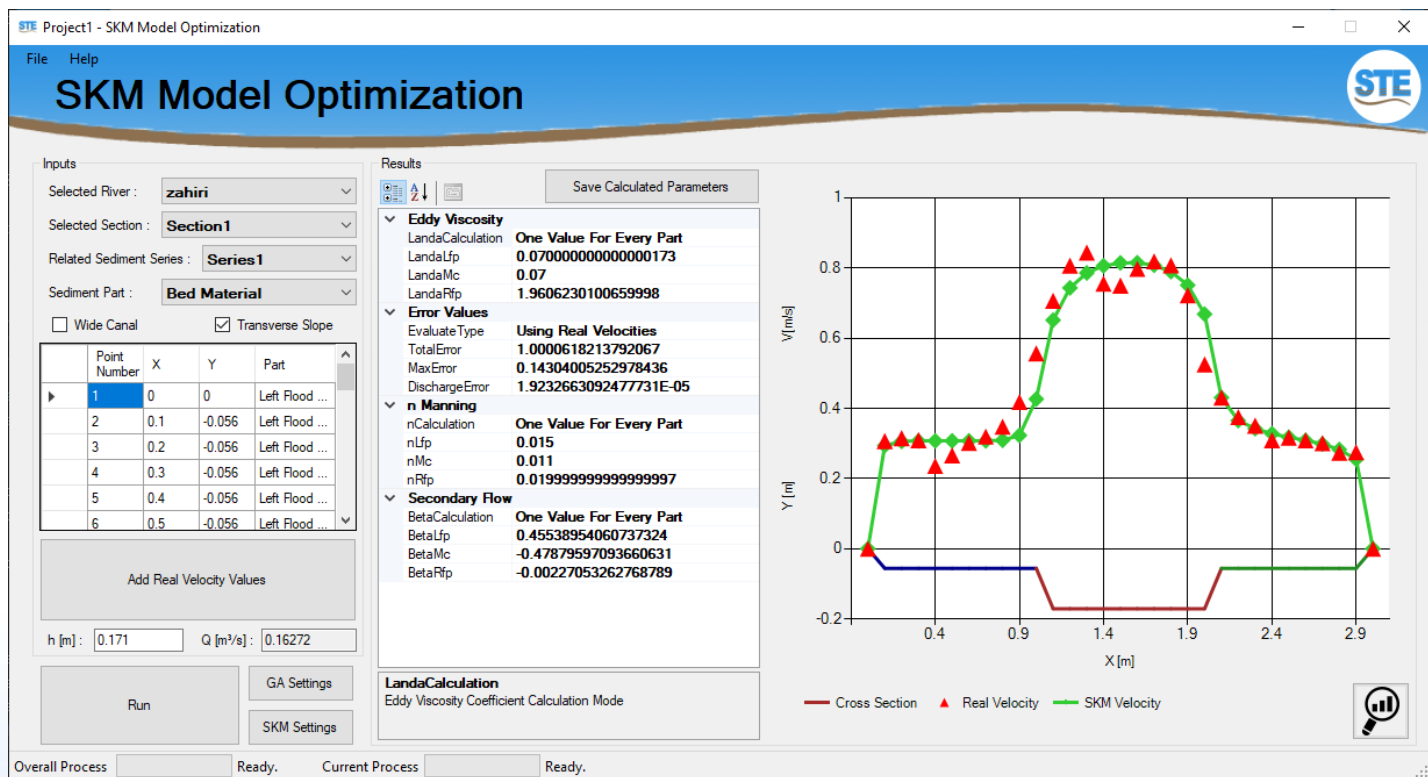 STE Project1 - SKM Model Optimization
File Help
SKM Model Optimization
STE
Inputs
Selected River : zahiri
Selected Section : Section1
Related Sediment Series : Series1
Sediment Part : Bed Material
Wide Canal Transverse Slope
Point Number X Y Part
1 0 0 Left Flood ...
2 0.1 -0.056 Left Flood ...
3 0.2 -0.056 Left Flood ...
4 0.3 -0.056 Left Flood ...
5 0.4 -0.056 Left Flood ...
6 0.5 -0.056 Left Flood ...
Add Real Velocity Values
h [m] : 0.171 Q [m³/s] : 0.16272
Run
GA Settings
SKM Settings
Results
Save Calculated Parameters
Eddy Viscosity
LandaCalculation One Value For Every Part
LandaLfp 0.070000000000000173
LandaMc 0.07
LandaRfp 1.9606230100659998
Error Values
EvaluateType Using Real Velocities
TotalError 1.0000618213792067
MaxError 0.14304005252978436
DischargeError 1.9232663092477731E-05
n Manning
nCalculation One Value For Every Part
nLfp 0.015
nMc 0.011
nRfp 0.019999999999999997
Secondary Flow
BetaCalculation One Value For Every Part
BetaLfp 0.45538954060737324
BetaMc -0.47879597093660631
BetaRfp -0.00227053262768789
LandaCalculation
Eddy Viscosity Coefficient Calculation Mode
1
0.8
0.6
0.4
0.2
0
-0.2
V[m/s]
Y [m]
0.4 0.9 1.4 1.9 2.4 2.9
X [m]
Cross Section Real Velocity SKM Velocity
Overall Process Ready. Current Process Ready.